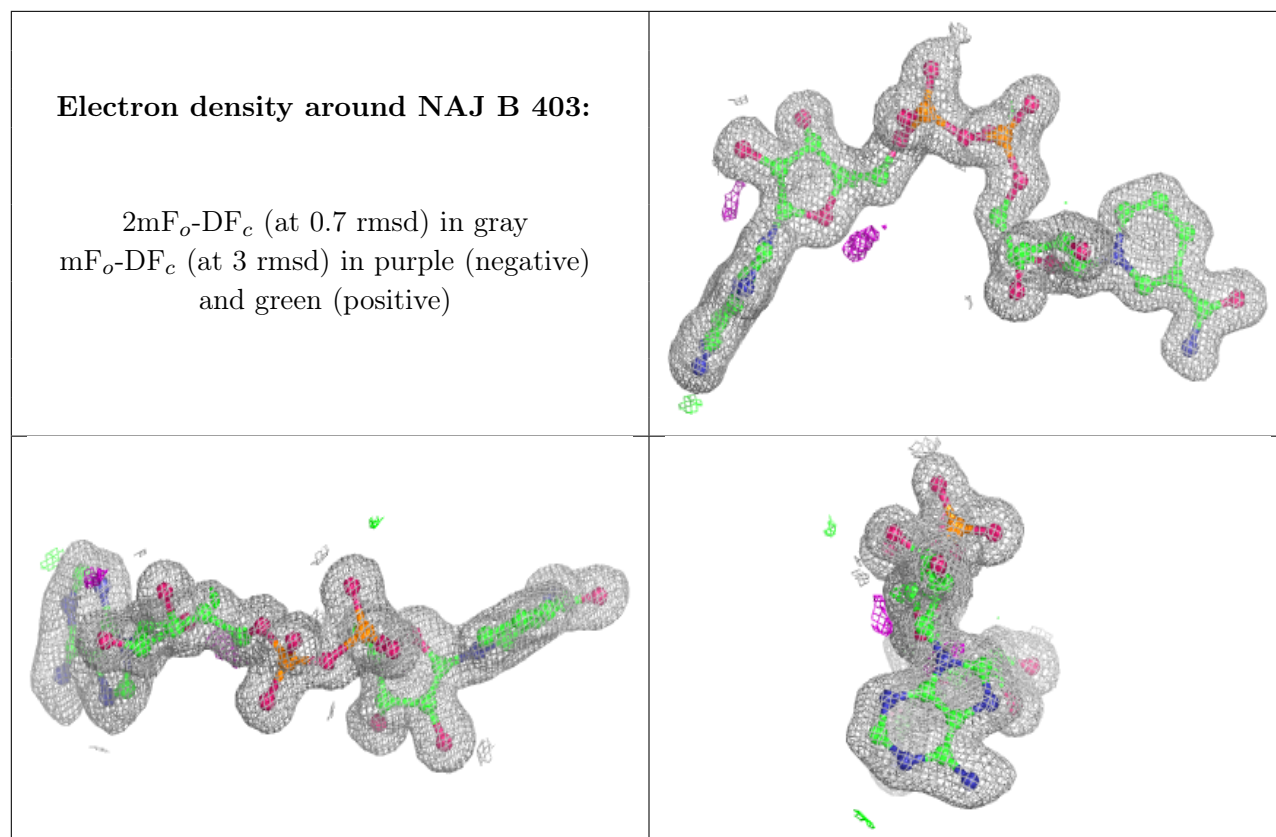 Electron density around NAJ B 403:
2mFₒ-DF𝒸 (at 0.7 rmsd) in gray
mFₒ-DF𝒸 (at 3 rmsd) in purple (negative)
and green (positive)